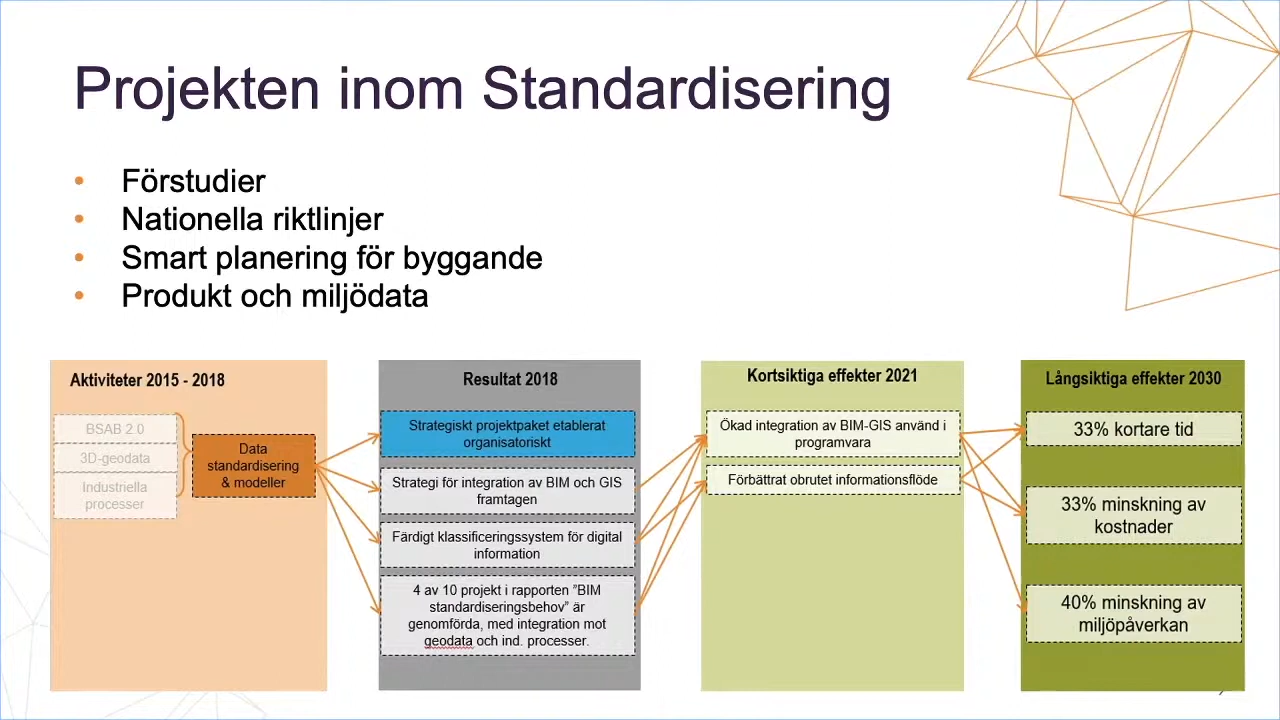 Projekten inom Standardisering
• Förstudier
• Nationella riktlinjer
• Smart planering för byggande
• Produkt och miljödata
Aktiviteter 2015 - 2018
BSAB 2.0
3D-geodata
Industriella
processer
Data
standardisering
& modeller
Resultat 2018
Strategiskt projektpaket etablerat
organisatoriskt
Strategi för integration av BIM och GIS
framtagen
Färdigt klassificeringssystem för digital
information
4 av 10 projekt i rapporten ”BIM
standardiseringsbehov” är
genomförda, med integration mot
geodata och ind. processer.
Kortsiktiga effekter 2021
Ökad integration av BIM-GIS använd i
programvara
Förbättrat obrutet informationsflöde
Långsiktiga effekter 2030
33% kortare tid
33% minskning av
kostnader
40% minskning av
miljöpåverkan